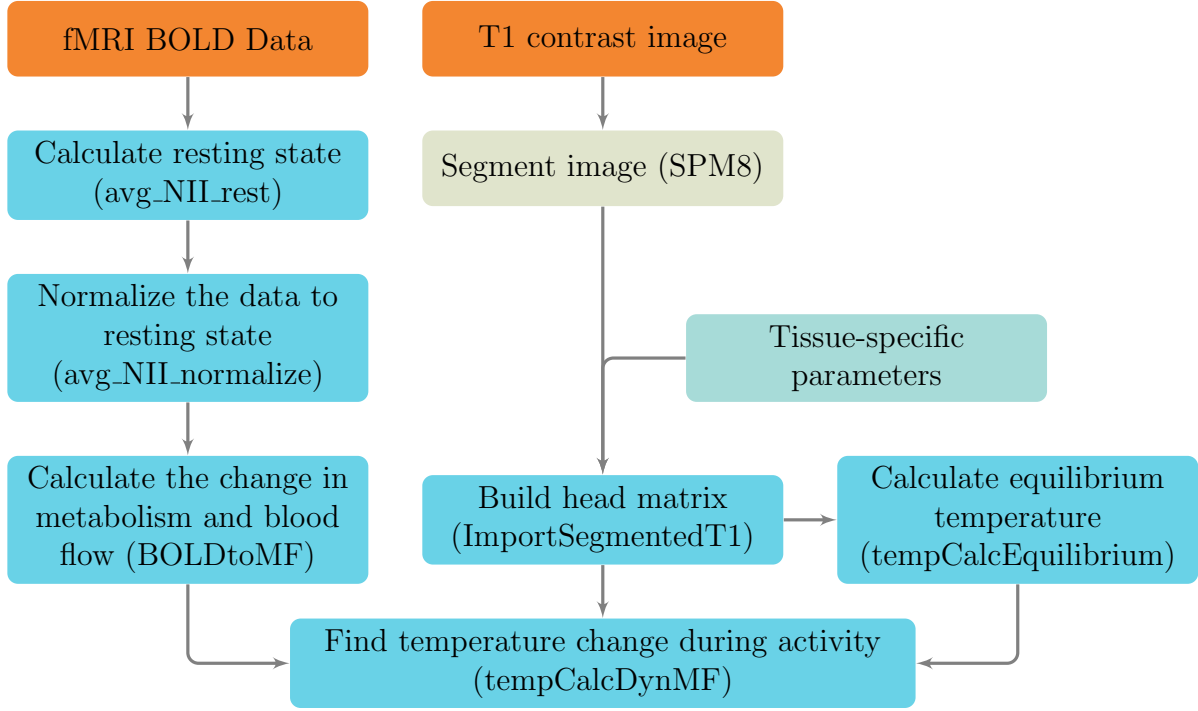 fMRI BOLD Data
T1 contrast image
Calculate resting state
(avg_NII_rest)
Segment image (SPM8)
Normalize the data to
resting state
(avg_NII_normalize)
Tissue-specific
parameters
Calculate the change in
metabolism and blood
flow (BOLDtoMF)
Build head matrix
(ImportSegmentedT1)
Calculate equilibrium
temperature
(tempCalcEquilibrium)
Find temperature change during activity
(tempCalcDynMF)